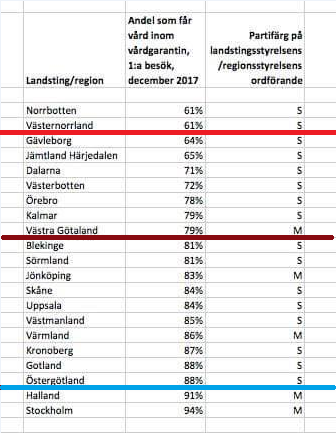 Andel som får
vård inom
vårdgarantin,
1:a besök,
december 2017
Partifärg på
landstingsstyrelsens
/regionsstyrelsens
ordförande
Landsting/region
Norrbotten 61% S
Västernorrland 61% S
Gävleborg 64% S
Jämtland Härjedalen 65% S
Dalarna 71% S
Västerbotten 72% S
Örebro 78% S
Kalmar 79% S
Västra Götaland 79% M
Blekinge 81% S
Sörmland 81% S
Jönköping 83% M
Skåne 84% S
Uppsala 84% S
Västmanland 85% S
Värmland 86% M
Kronoberg 87% S
Gotland 88% S
Östergötland 88% S
Halland 91% M
Stockholm 94% M